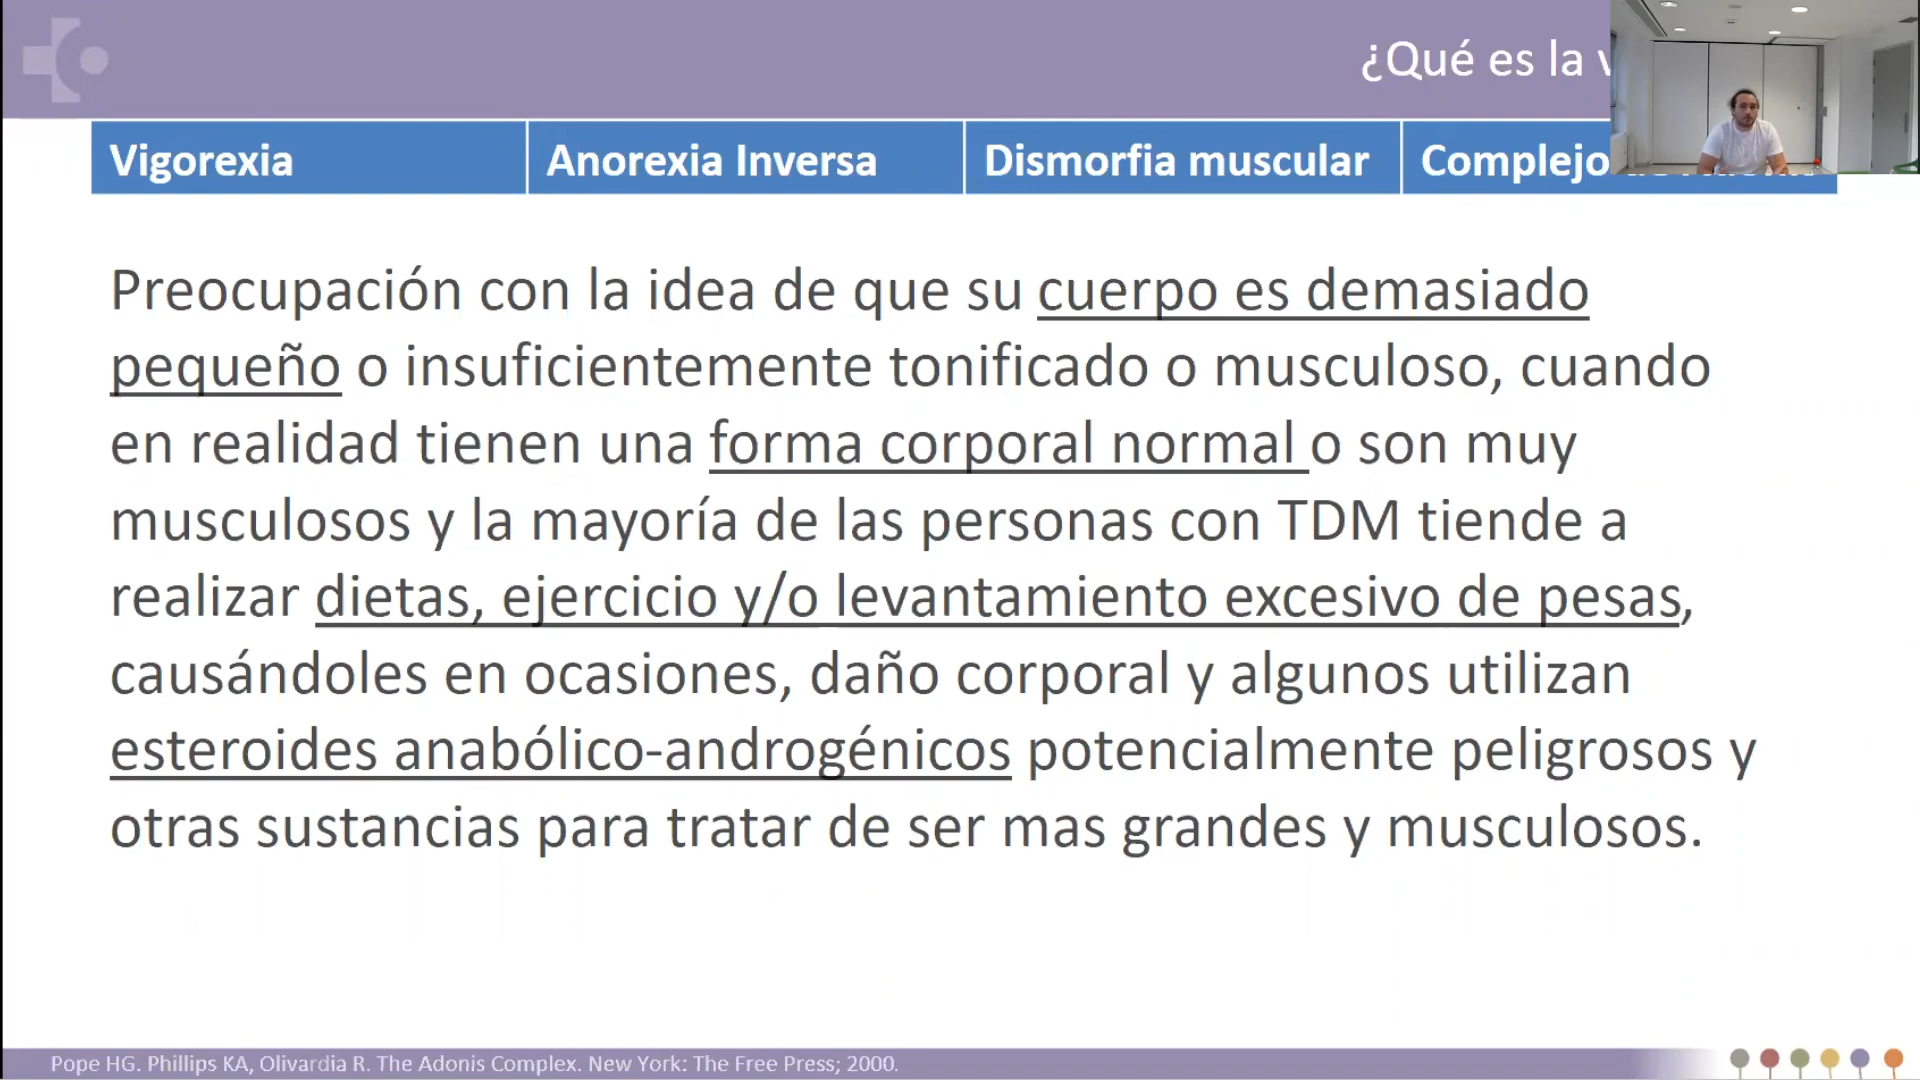 ¿Qué es la
Vigorexia
Anorexia Inversa
Dismorfia muscular
Complejo
Preocupación con la idea de que su cuerpo es demasiado
pequeño o insuficientemente tonificado o musculoso, cuando
en realidad tienen una forma corporal normal o son muy
musculosos y la mayoría de las personas con TDM tiende a
realizar dietas, ejercicio y/o levantamiento excesivo de pesas,
causándoles en ocasiones, daño corporal y algunos utilizan
esteroides anabólico-androgénicos potencialmente peligrosos y
otras sustancias para tratar de ser mas grandes y musculosos.
Pope HG. Phillips KA, Olivardia R. The Adonis Complex. New York: The Free Press; 2000.